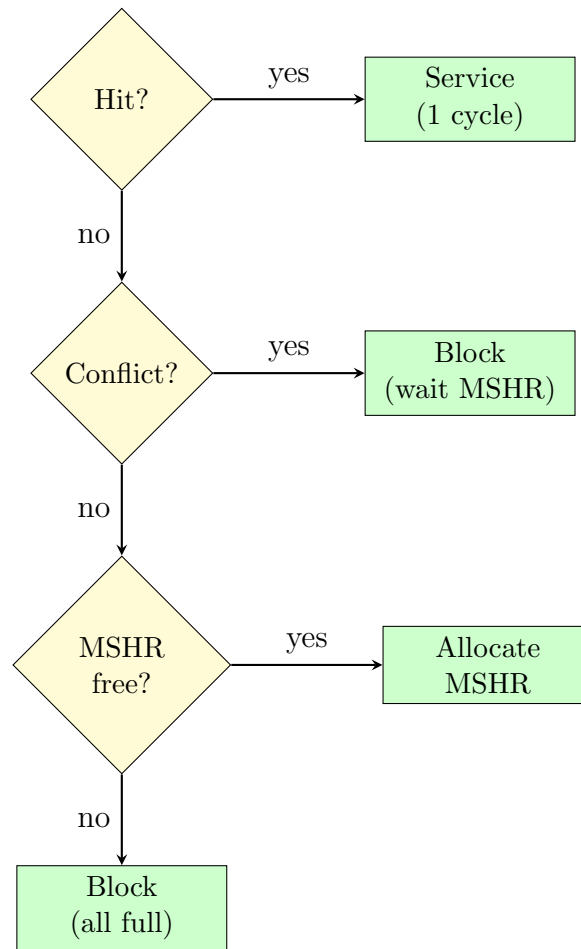 Hit?
yes
Service
(1 cycle)
no
Conflict?
yes
Block
(wait MSHR)
no
MSHR
free?
yes
Allocate
MSHR
no
Block
(all full)